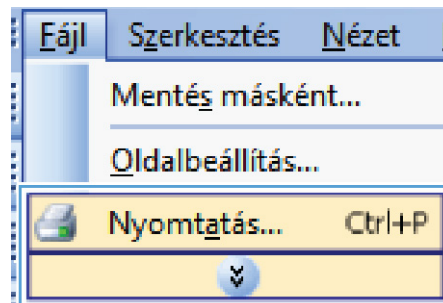 Fájl Szerkesztés Nézet
Mentés másként...
Oldalbeállítás...
Nyomtatás... Ctrl+P